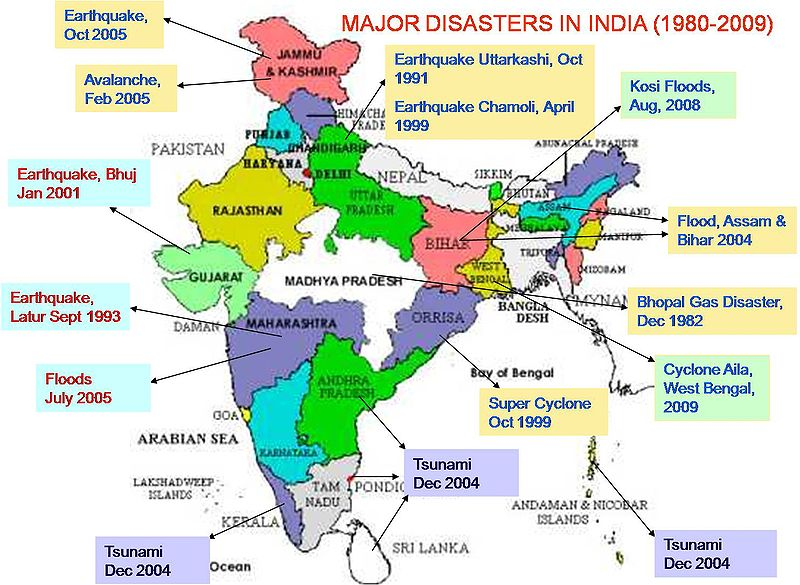 MAJOR DISASTERS IN INDIA (1980-2009)
Earthquake,
Oct 2005
Avalanche,
Feb 2005
Earthquake Uttarkashi, Oct
1991
Earthquake Chamoli, April
1999
Kosi Floods,
Aug, 2008
Earthquake, Bhuj
Jan 2001
Flood, Assam &
Bihar 2004
Earthquake,
Latur Sept 1993
Bhopal Gas Disaster,
Dec 1982
Floods
July 2005
Cyclone Aila,
West Bengal,
2009
Super Cyclone
Oct 1999
Tsunami
Dec 2004
Tsunami
Dec 2004
Tsunami
Dec 2004
JAMMU
& KASHMIR
HIMACHA
PRADE
PUNJAB
CHANDIGARH
HARYANA
DELHI
PAKISTAN
UTTAR
PRADESH
NEPAL
SIKKIM
BHUTAN
ARUNACHAL PRADESH
ASSAM
NAGALAND
MEGHALAYA
MANIPUR
TRIPURA
MIZORAM
RAJASTHAN
BIHAR
GUJARAT
MADHYA PRADESH
WEST
BENGAL
BANGLA
DESH
MYNAM
DAMAN
MAHARASHTRA
ORRISA
ANDHRA
PRADESH
Bay of Bengal
GOA
ARABIAN SEA
KARNATAKA
LAKSHADWEEP
ISLANDS
TAM
NADU
PONDIC
KERALA
SRI LANKA
ANDAMAN & NICOBAR
ISLANDS
Ocean